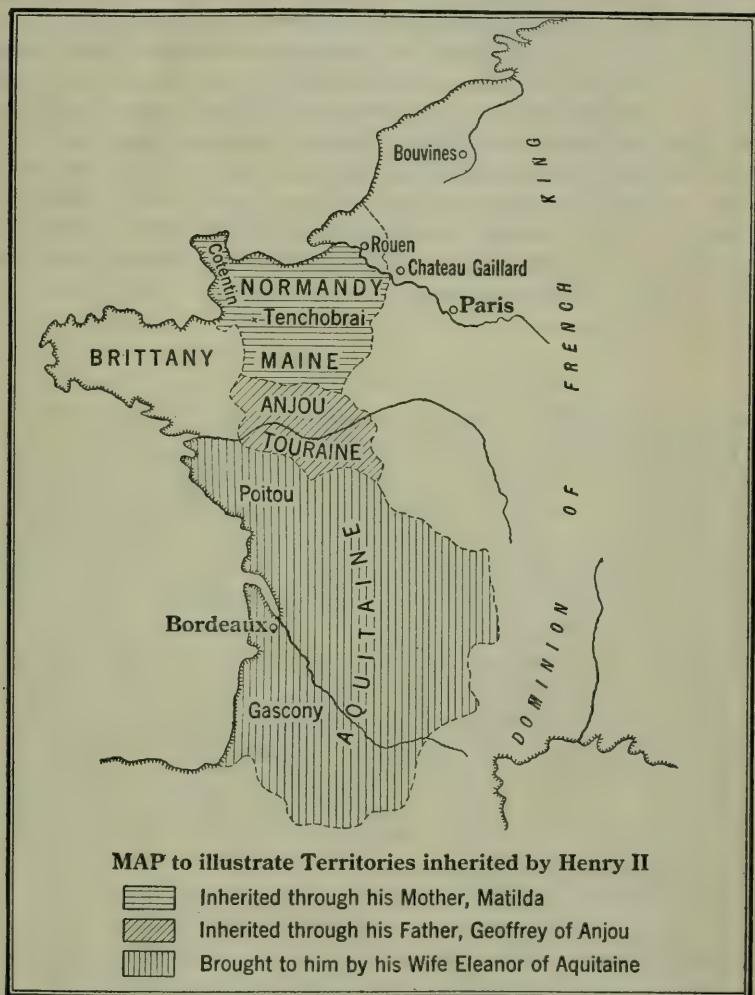 Bouvines
KING
Rouen
Cotentin
Chateau Gaillard
NORMANDY
Paris
Tenchobrai
FRENCH
BRITTANY
MAINE
ANJOU
TOURAINE
OF
Poitou
AQUITAINE
Bordeaux
DOMINION
Gascony
MAP to illustrate Territories inherited by Henry II
Inherited through his Mother, Matilda
Inherited through his Father, Geoffrey of Anjou
Brought to him by his Wife Eleanor of Aquitaine